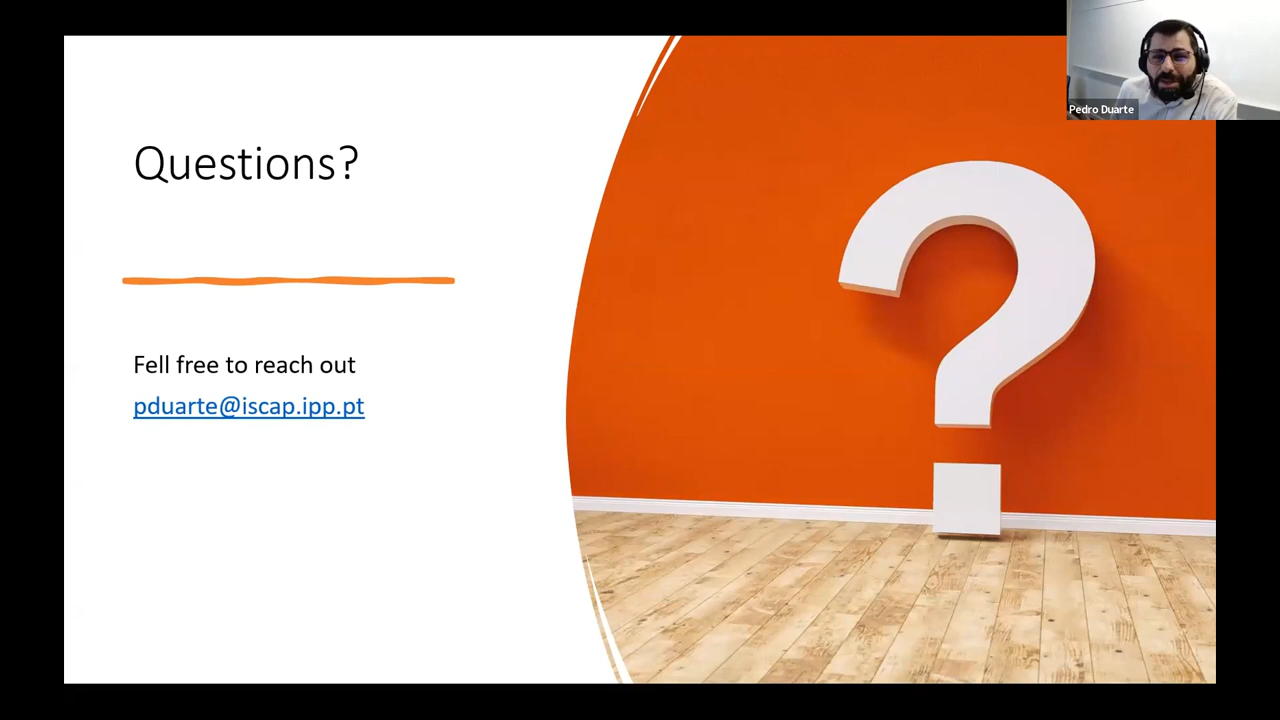 Pedro Duarte
Questions?
Fell free to reach out
pduarte@iscap.ipp.pt